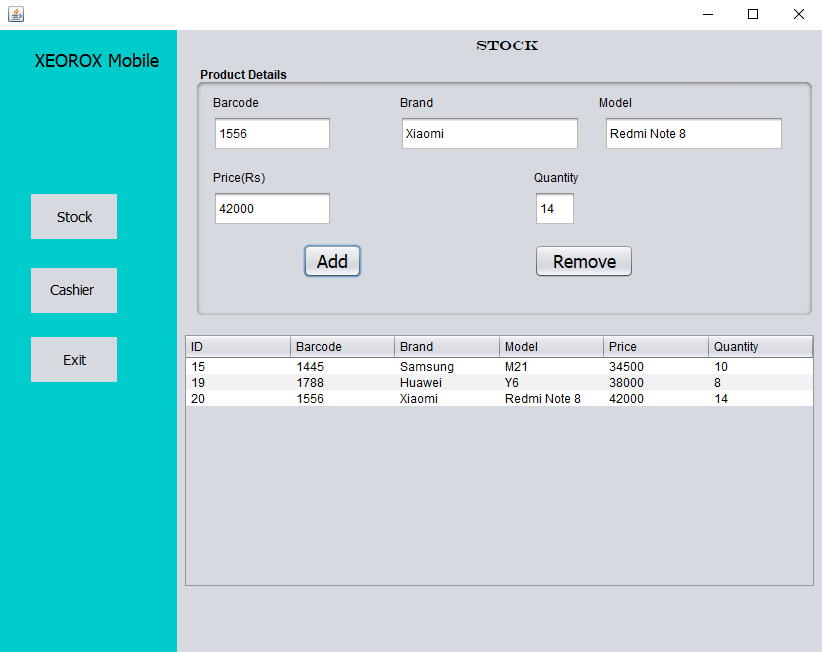 XEOROX Mobile
Stock
Cashier
Exit
STOCK
Product Details
Barcode Brand Model
1556 Xiaomi Redmi Note 8
Price(Rs) Quantity
42000 14
Add Remove
ID Barcode Brand Model Price Quantity
15 1445 Samsung M21 34500 10
19 1788 Huawei Y6 38000 8
20 1556 Xiaomi Redmi Note 8 42000 14